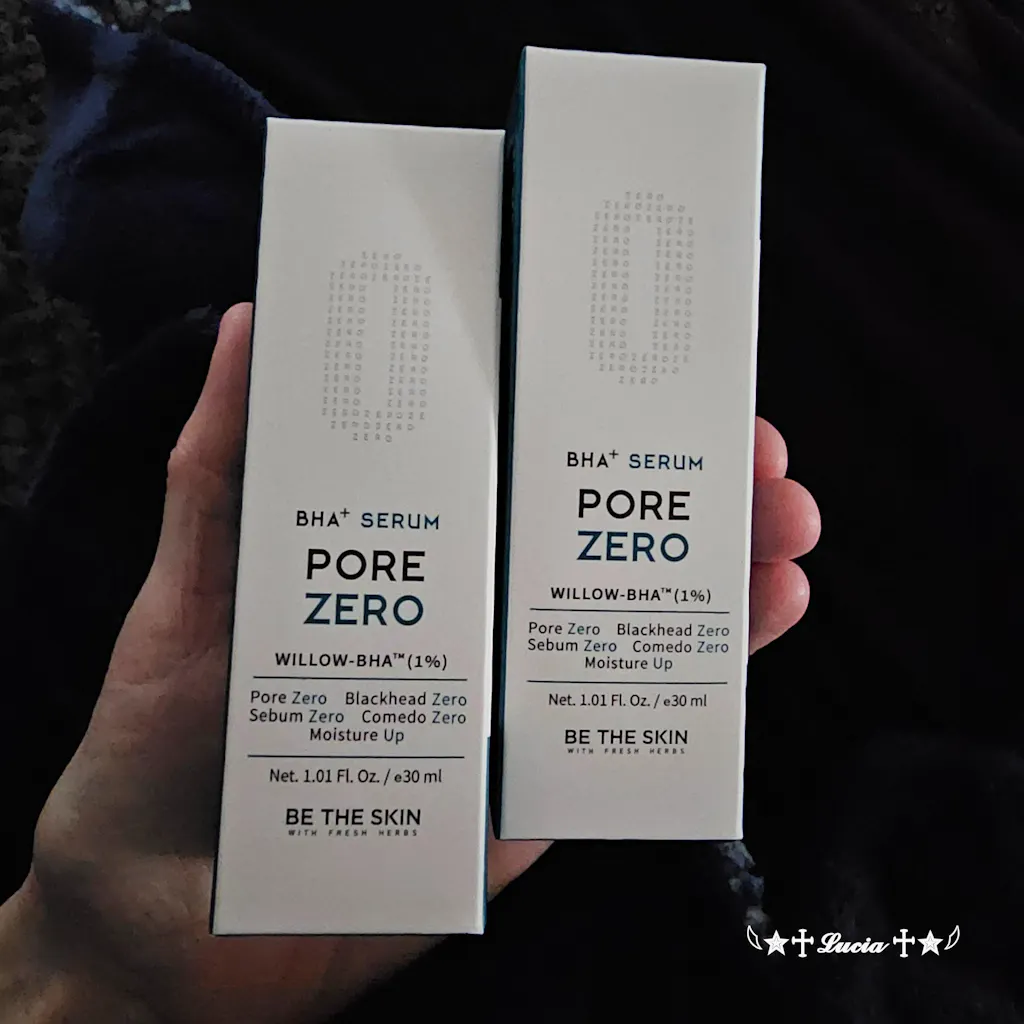 BHA⁺ SERUM
PORE
ZERO
WILLOW-BHA™(1%)
Pore Zero Blackhead Zero
Sebum Zero Comedo Zero
Moisture Up
Net. 1.01 Fl. Oz. / e30 ml
BE THE SKIN
WITH FRESH HERBS
BHA⁺ SERUM
PORE
ZERO
WILLOW-BHA™(1%)
Pore Zero Blackhead Zero
Sebum Zero Comedo Zero
Moisture Up
Net. 1.01 Fl. Oz. / e30 ml
BE THE SKIN
WITH FRESH HERBS
Lucia